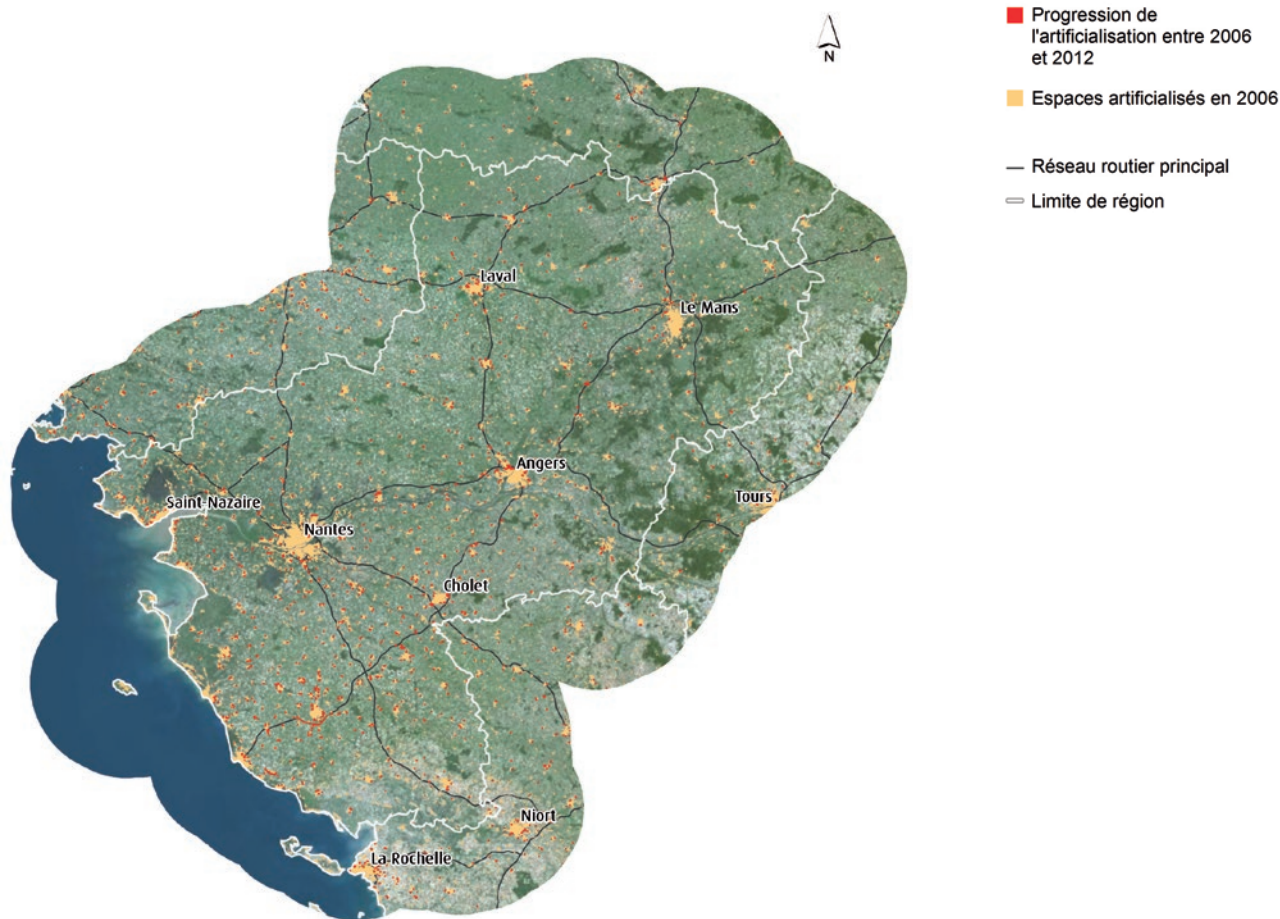 N
Progression de
l'artificialisation entre 2006
et 2012
Espaces artificialisés en 2006
Réseau routier principal
Limite de région
Laval
Le Mans
Angers
Tours
Saint-Nazaire
Nantes
Cholet
Niort
La Rochelle